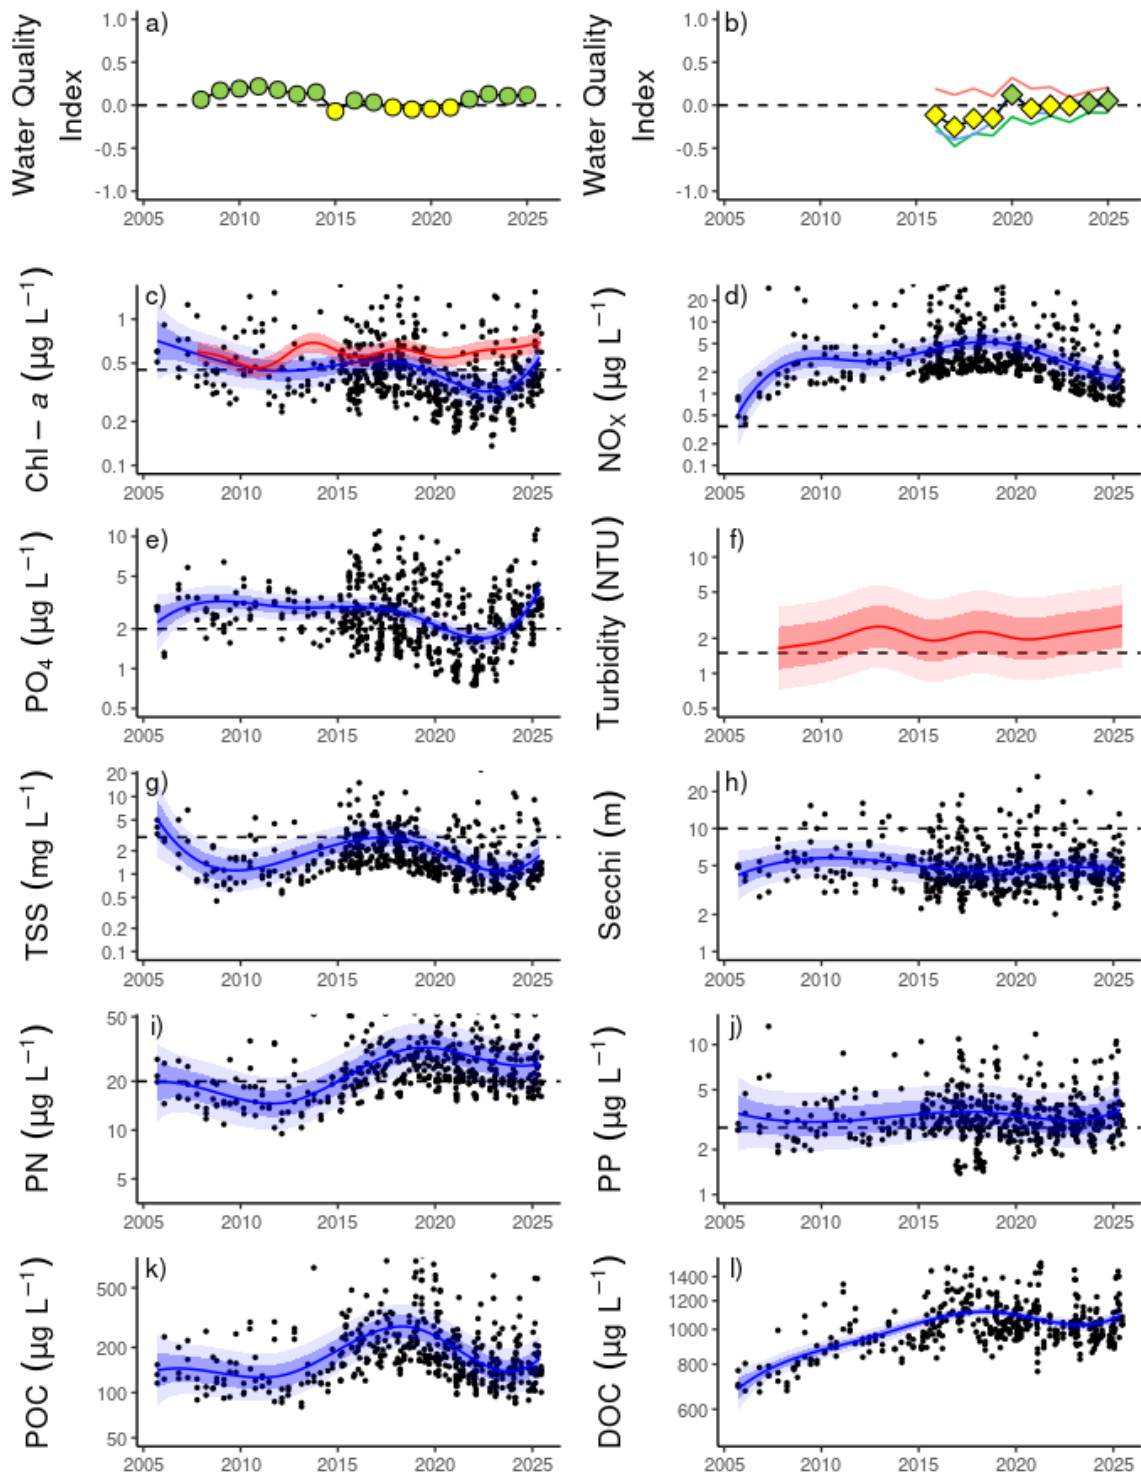 Water Quality
Index
a)
1.0
0.5
0.0
-0.5
-1.0
2005 2010 2015 2020 2025
Water Quality
Index
b)
1.0
0.5
0.0
-0.5
-1.0
2005 2010 2015 2020 2025
Chl − a (µg L−1)
c)
1
0.5
0.2
0.1
2005 2010 2015 2020 2025
NOX (µg L−1)
d)
20
10
5
2
1
0.5
0.2
0.1
2005 2010 2015 2020 2025
PO4 (µg L−1)
e)
10
5
2
1
0.5
2005 2010 2015 2020 2025
Turbidity (NTU)
f)
10
5
2
1
0.5
2005 2010 2015 2020 2025
TSS (mg L−1)
g)
20
10
5
2
1
0.5
0.2
0.1
2005 2010 2015 2020 2025
Secchi (m)
h)
20
10
5
2
1
2005 2010 2015 2020 2025
PN (µg L−1)
i)
50
20
10
5
2005 2010 2015 2020 2025
PP (µg L−1)
j)
10
5
2
1
2005 2010 2015 2020 2025
POC (µg L−1)
k)
500
200
100
50
2005 2010 2015 2020 2025
DOC (µg L−1)
l)
1400
1200
1000
800
600
2005 2010 2015 2020 2025